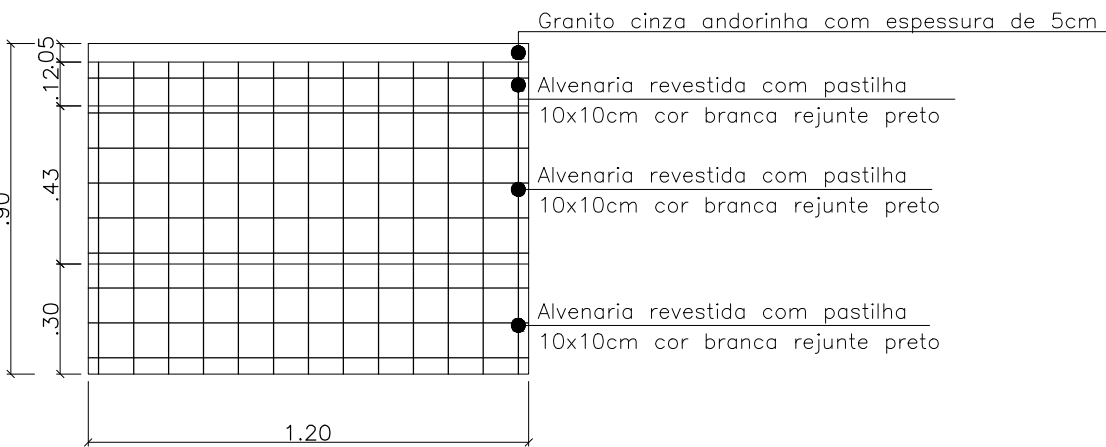 Granito cinza andorinha com espessura de 5cm
Alvenaria revestida com pastilha
10x10cm cor branca rejunte preto
Alvenaria revestida com pastilha
10x10cm cor branca rejunte preto
Alvenaria revestida com pastilha
10x10cm cor branca rejunte preto
.05
.12
.43
.30
.90
1.20